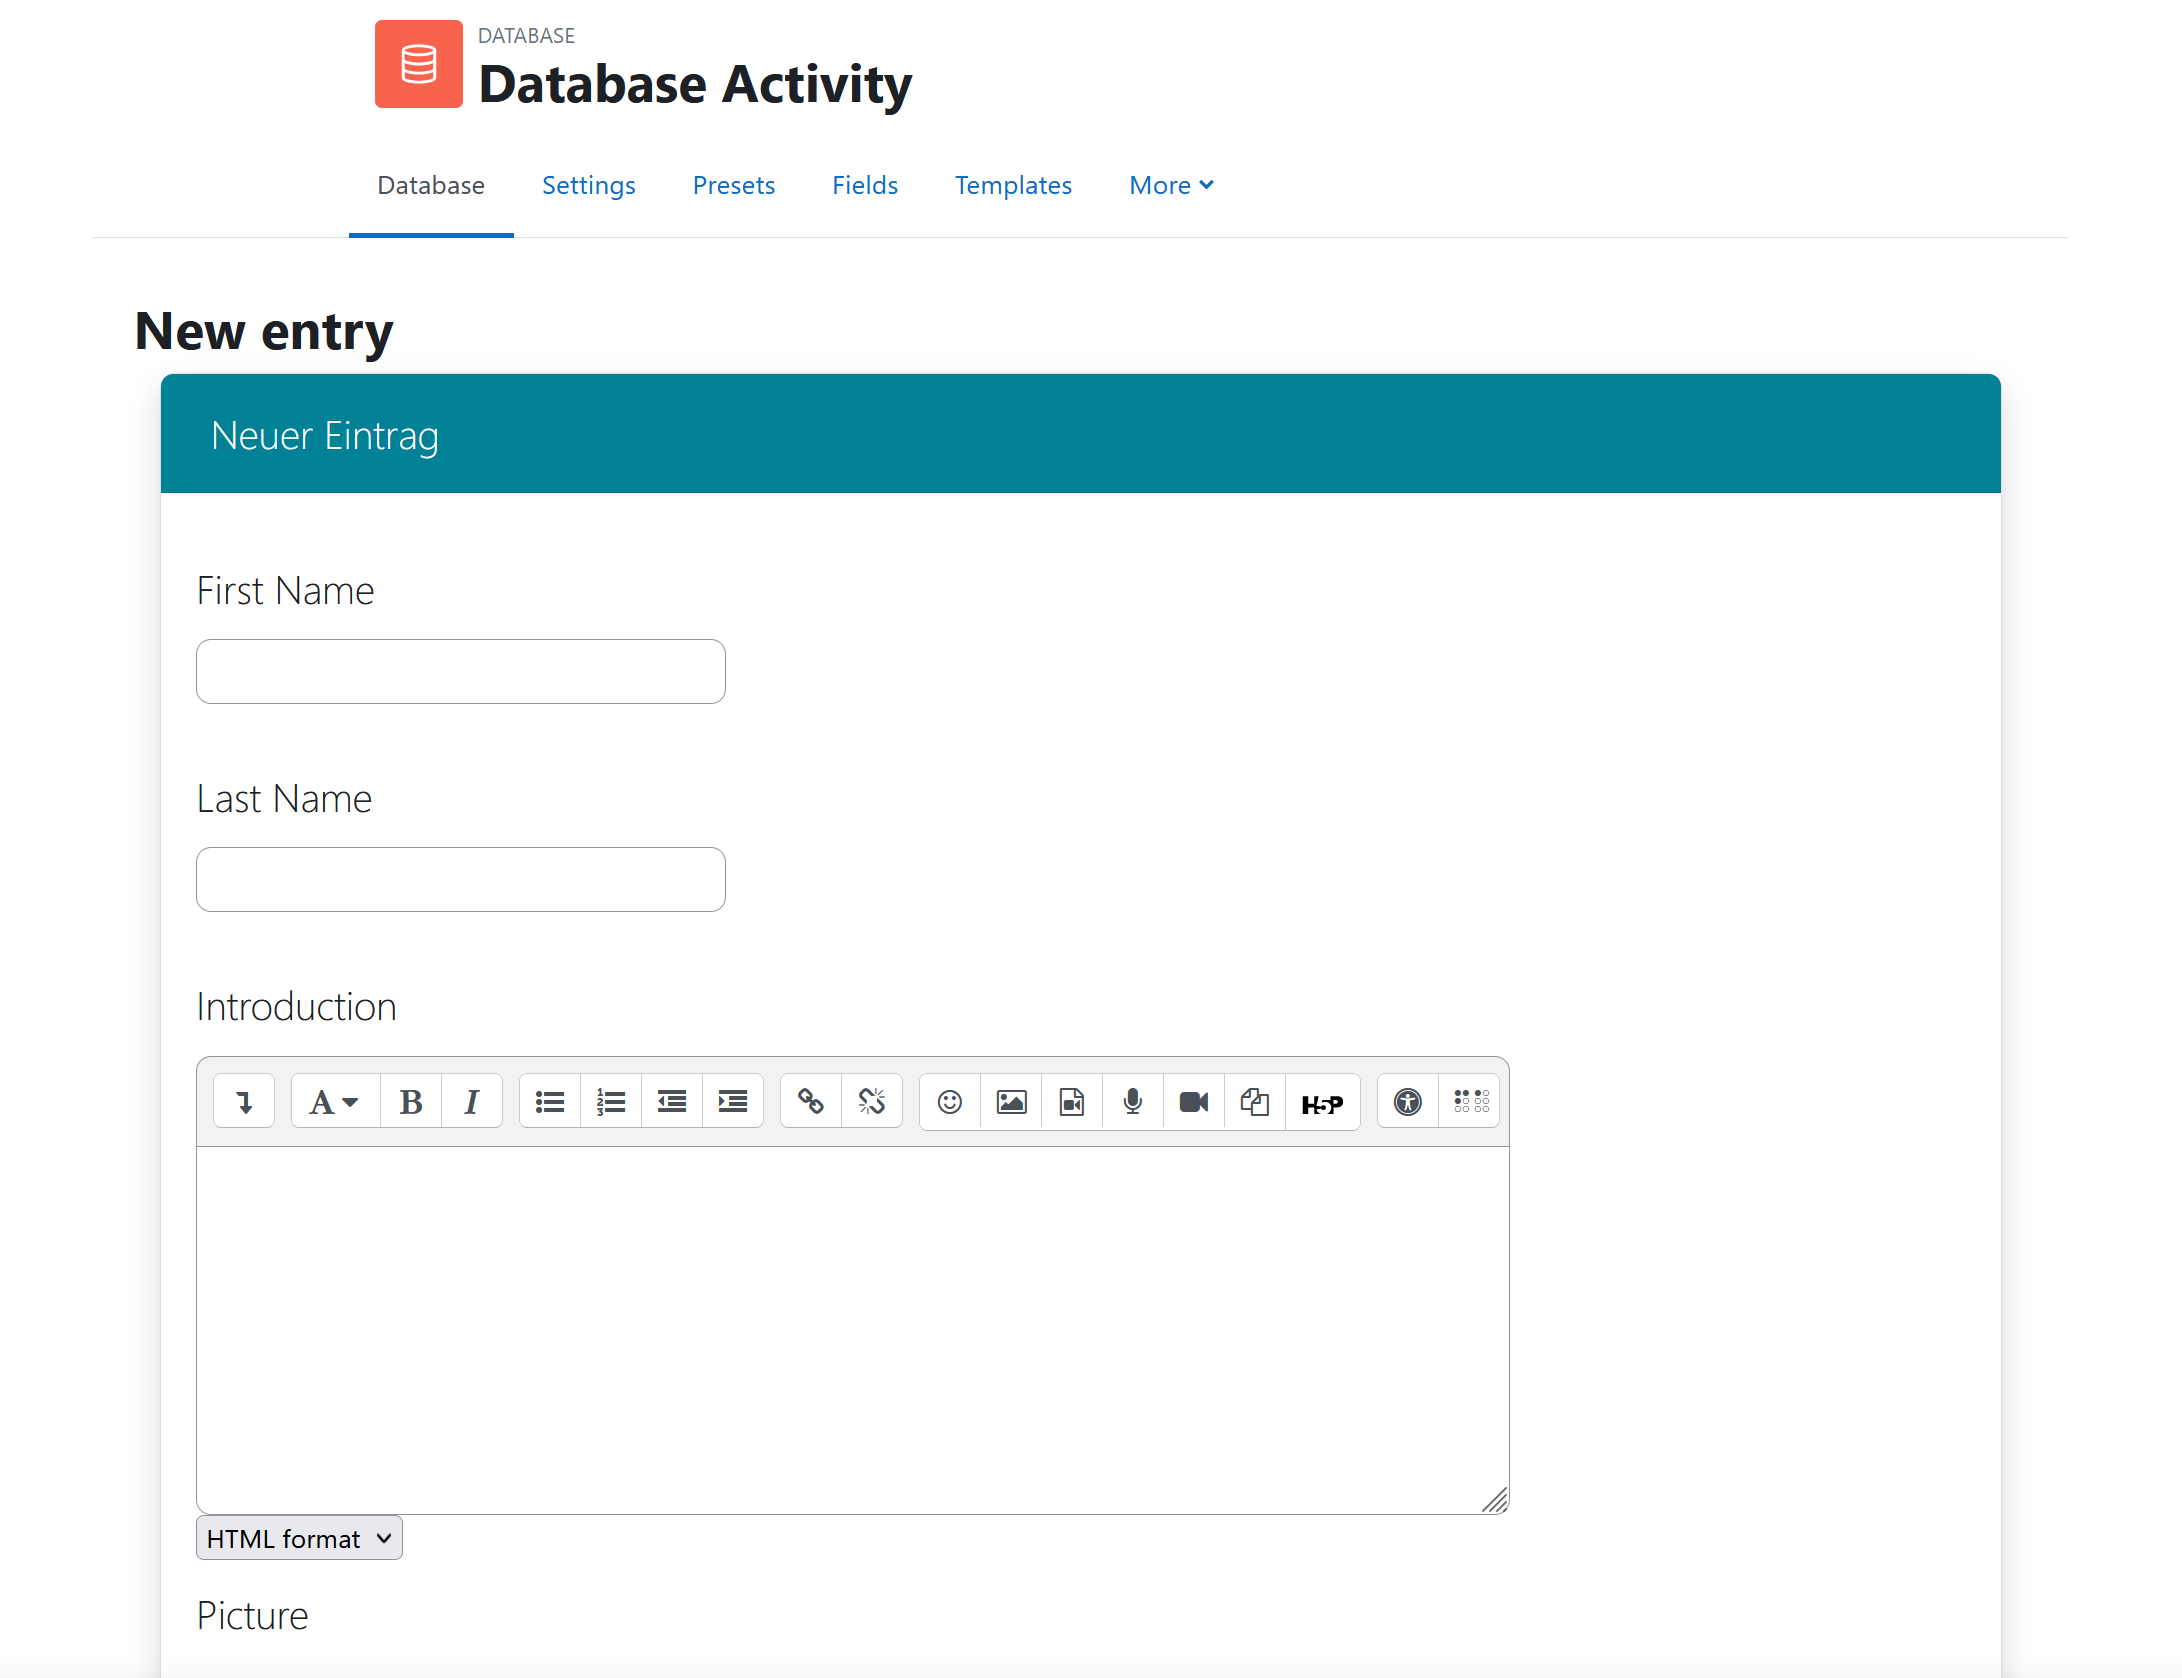 DATABASE
Database Activity
Database Settings Presets Fields Templates More
New entry
Neuer Eintrag
First Name
Last Name
Introduction
A B I H5P
HTML format
Picture